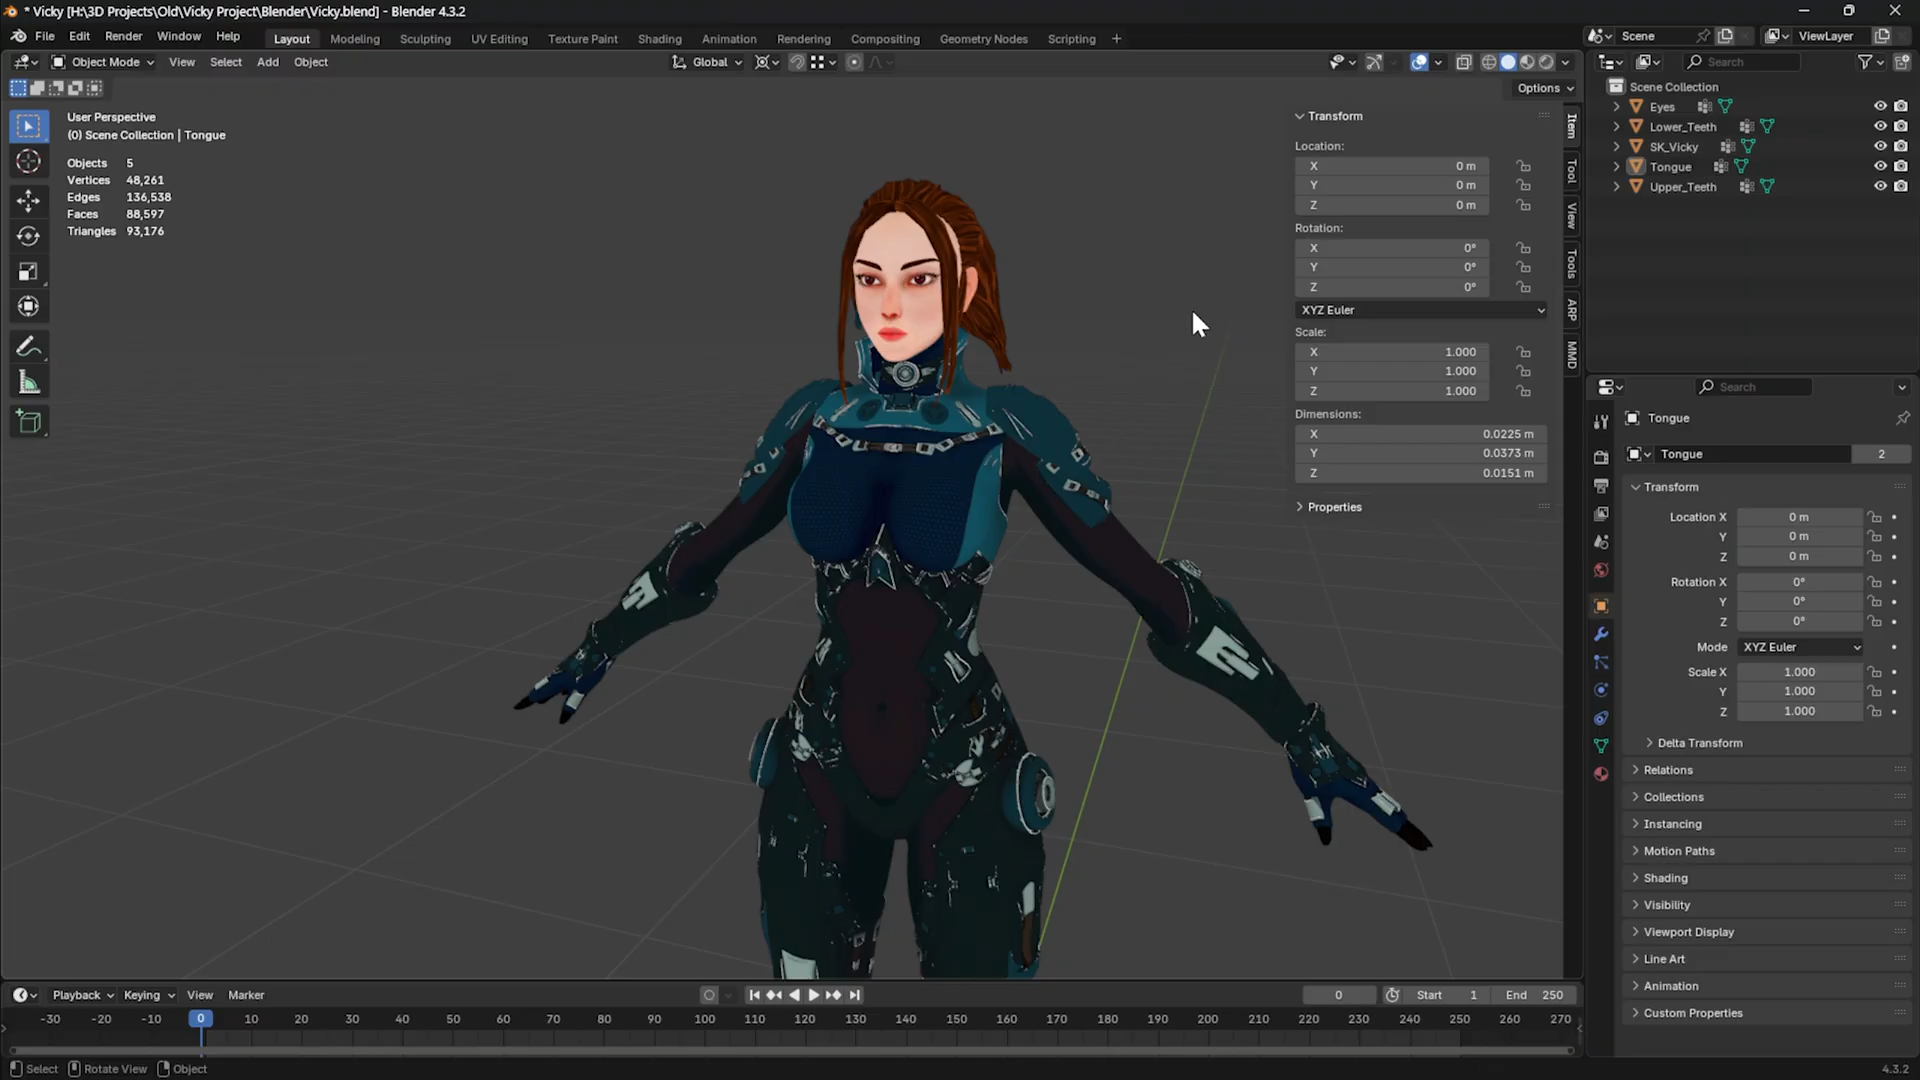 * Vicky [H:\3D Projects\Old\Vicky Project\Blender\Vicky.blend] - Blender 4.3.2
File Edit Render Window Help Layout Modeling Sculpting UV Editing Texture Paint Shading Animation Rendering Compositing Geometry Nodes Scripting + Scene ViewLayer
Object Mode View Select Add Object Global Search
Options
User Perspective
(0) Scene Collection | Tongue
Objects 5
Vertices 48,261
Edges 136,538
Faces 88,597
Triangles 93,176
Transform
Location:
X 0 m
Y 0 m
Z 0 m
Rotation:
X 0°
Y 0°
Z 0°
XYZ Euler
Scale:
X 1.000
Y 1.000
Z 1.000
Dimensions:
X 0.0225 m
Y 0.0373 m
Z 0.0151 m
Properties
Item
Tool
View
Tools
ARP
MMD
Scene Collection
Eyes
Lower_Teeth
SK_Vicky
Tongue
Upper_Teeth
Search
Tongue
Tongue 2
Transform
Location X 0 m
Y 0 m
Z 0 m
Rotation X 0°
Y 0°
Z 0°
Mode XYZ Euler
Scale X 1.000
Y 1.000
Z 1.000
Delta Transform
Relations
Collections
Instancing
Motion Paths
Shading
Visibility
Viewport Display
Line Art
Animation
Custom Properties
Playback Keying View Marker 0 Start 1 End 250
-30 -20 -10 0 10 20 30 40 50 60 70 80 90 100 110 120 130 140 150 160 170 180 190 200 210 220 230 240 250 260 270
Select Rotate View Object 4.3.2